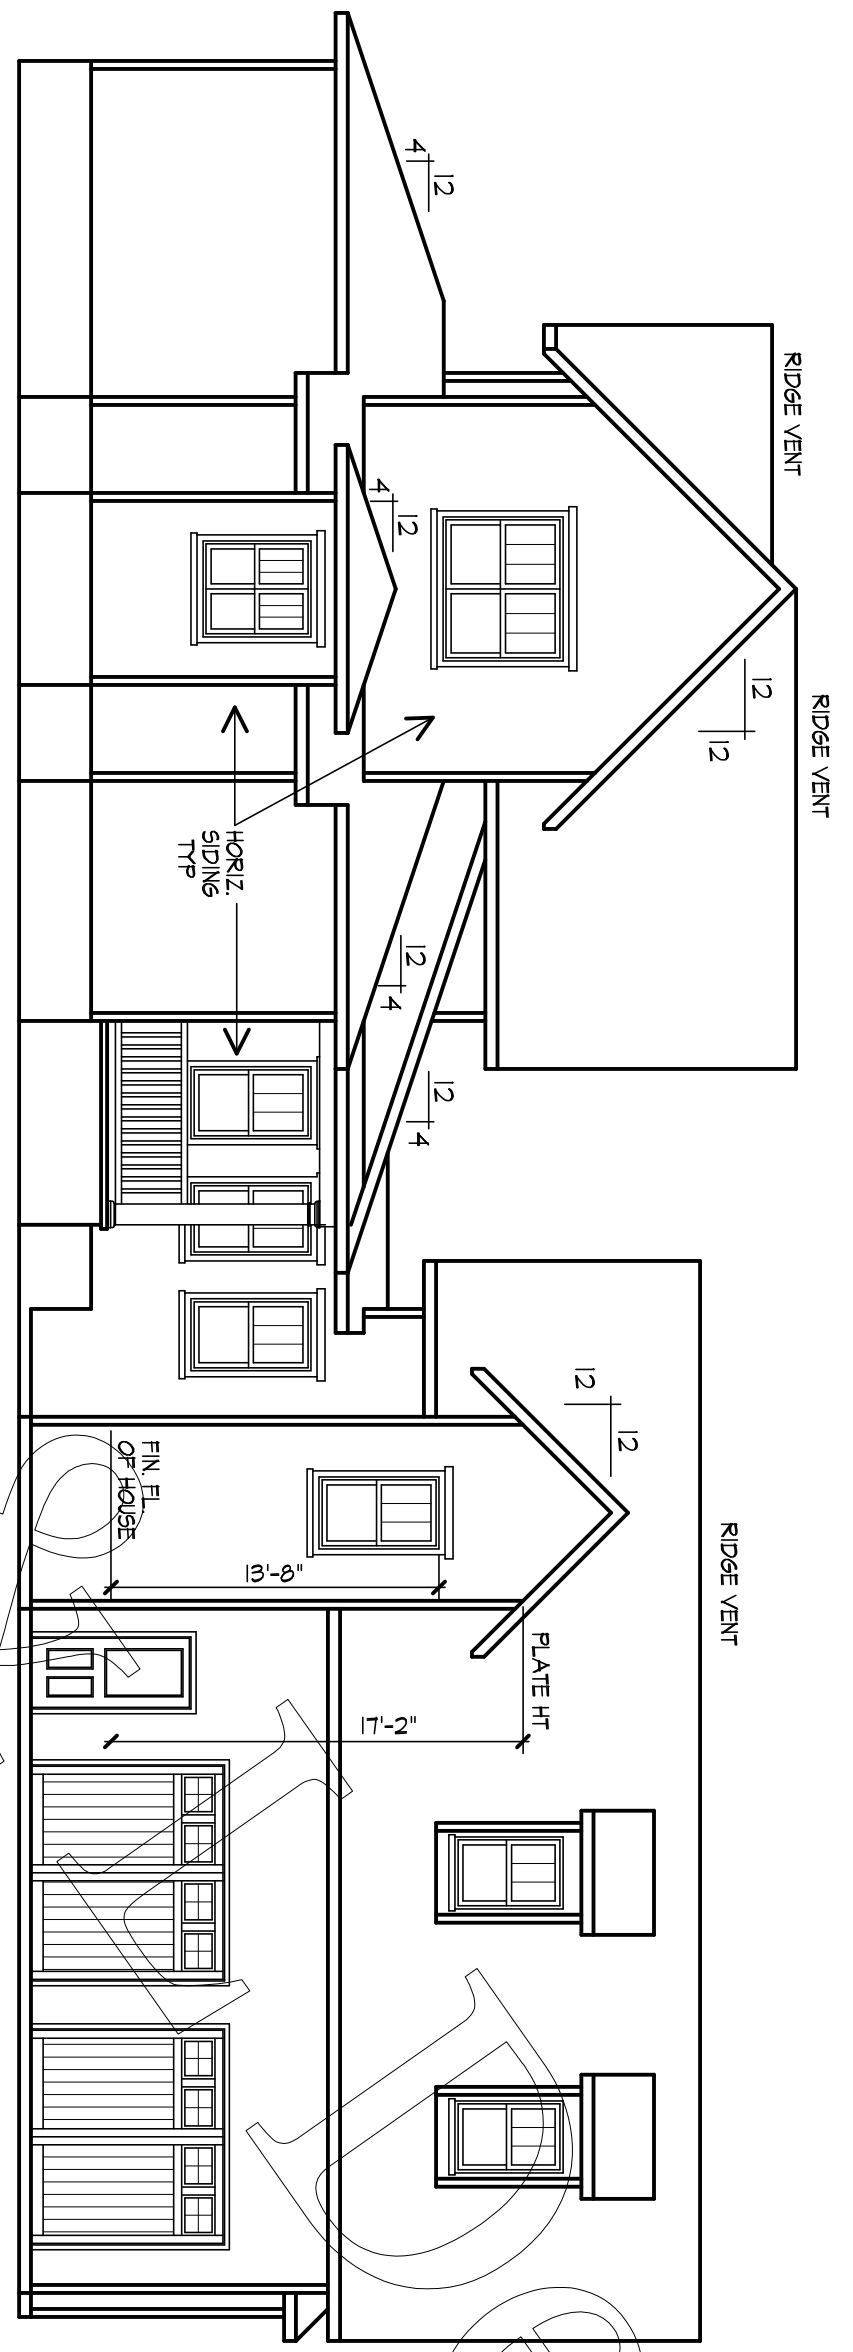 RIDGE VENT
RIDGE VENT
RIDGE VENT
12
4
12
4
12
12
12
4
12
4
12
12
HORIZ.
SIDING
TYP
FIN. FL.
OF HOUSE
13'-8"
17'-2"
PLATE HT